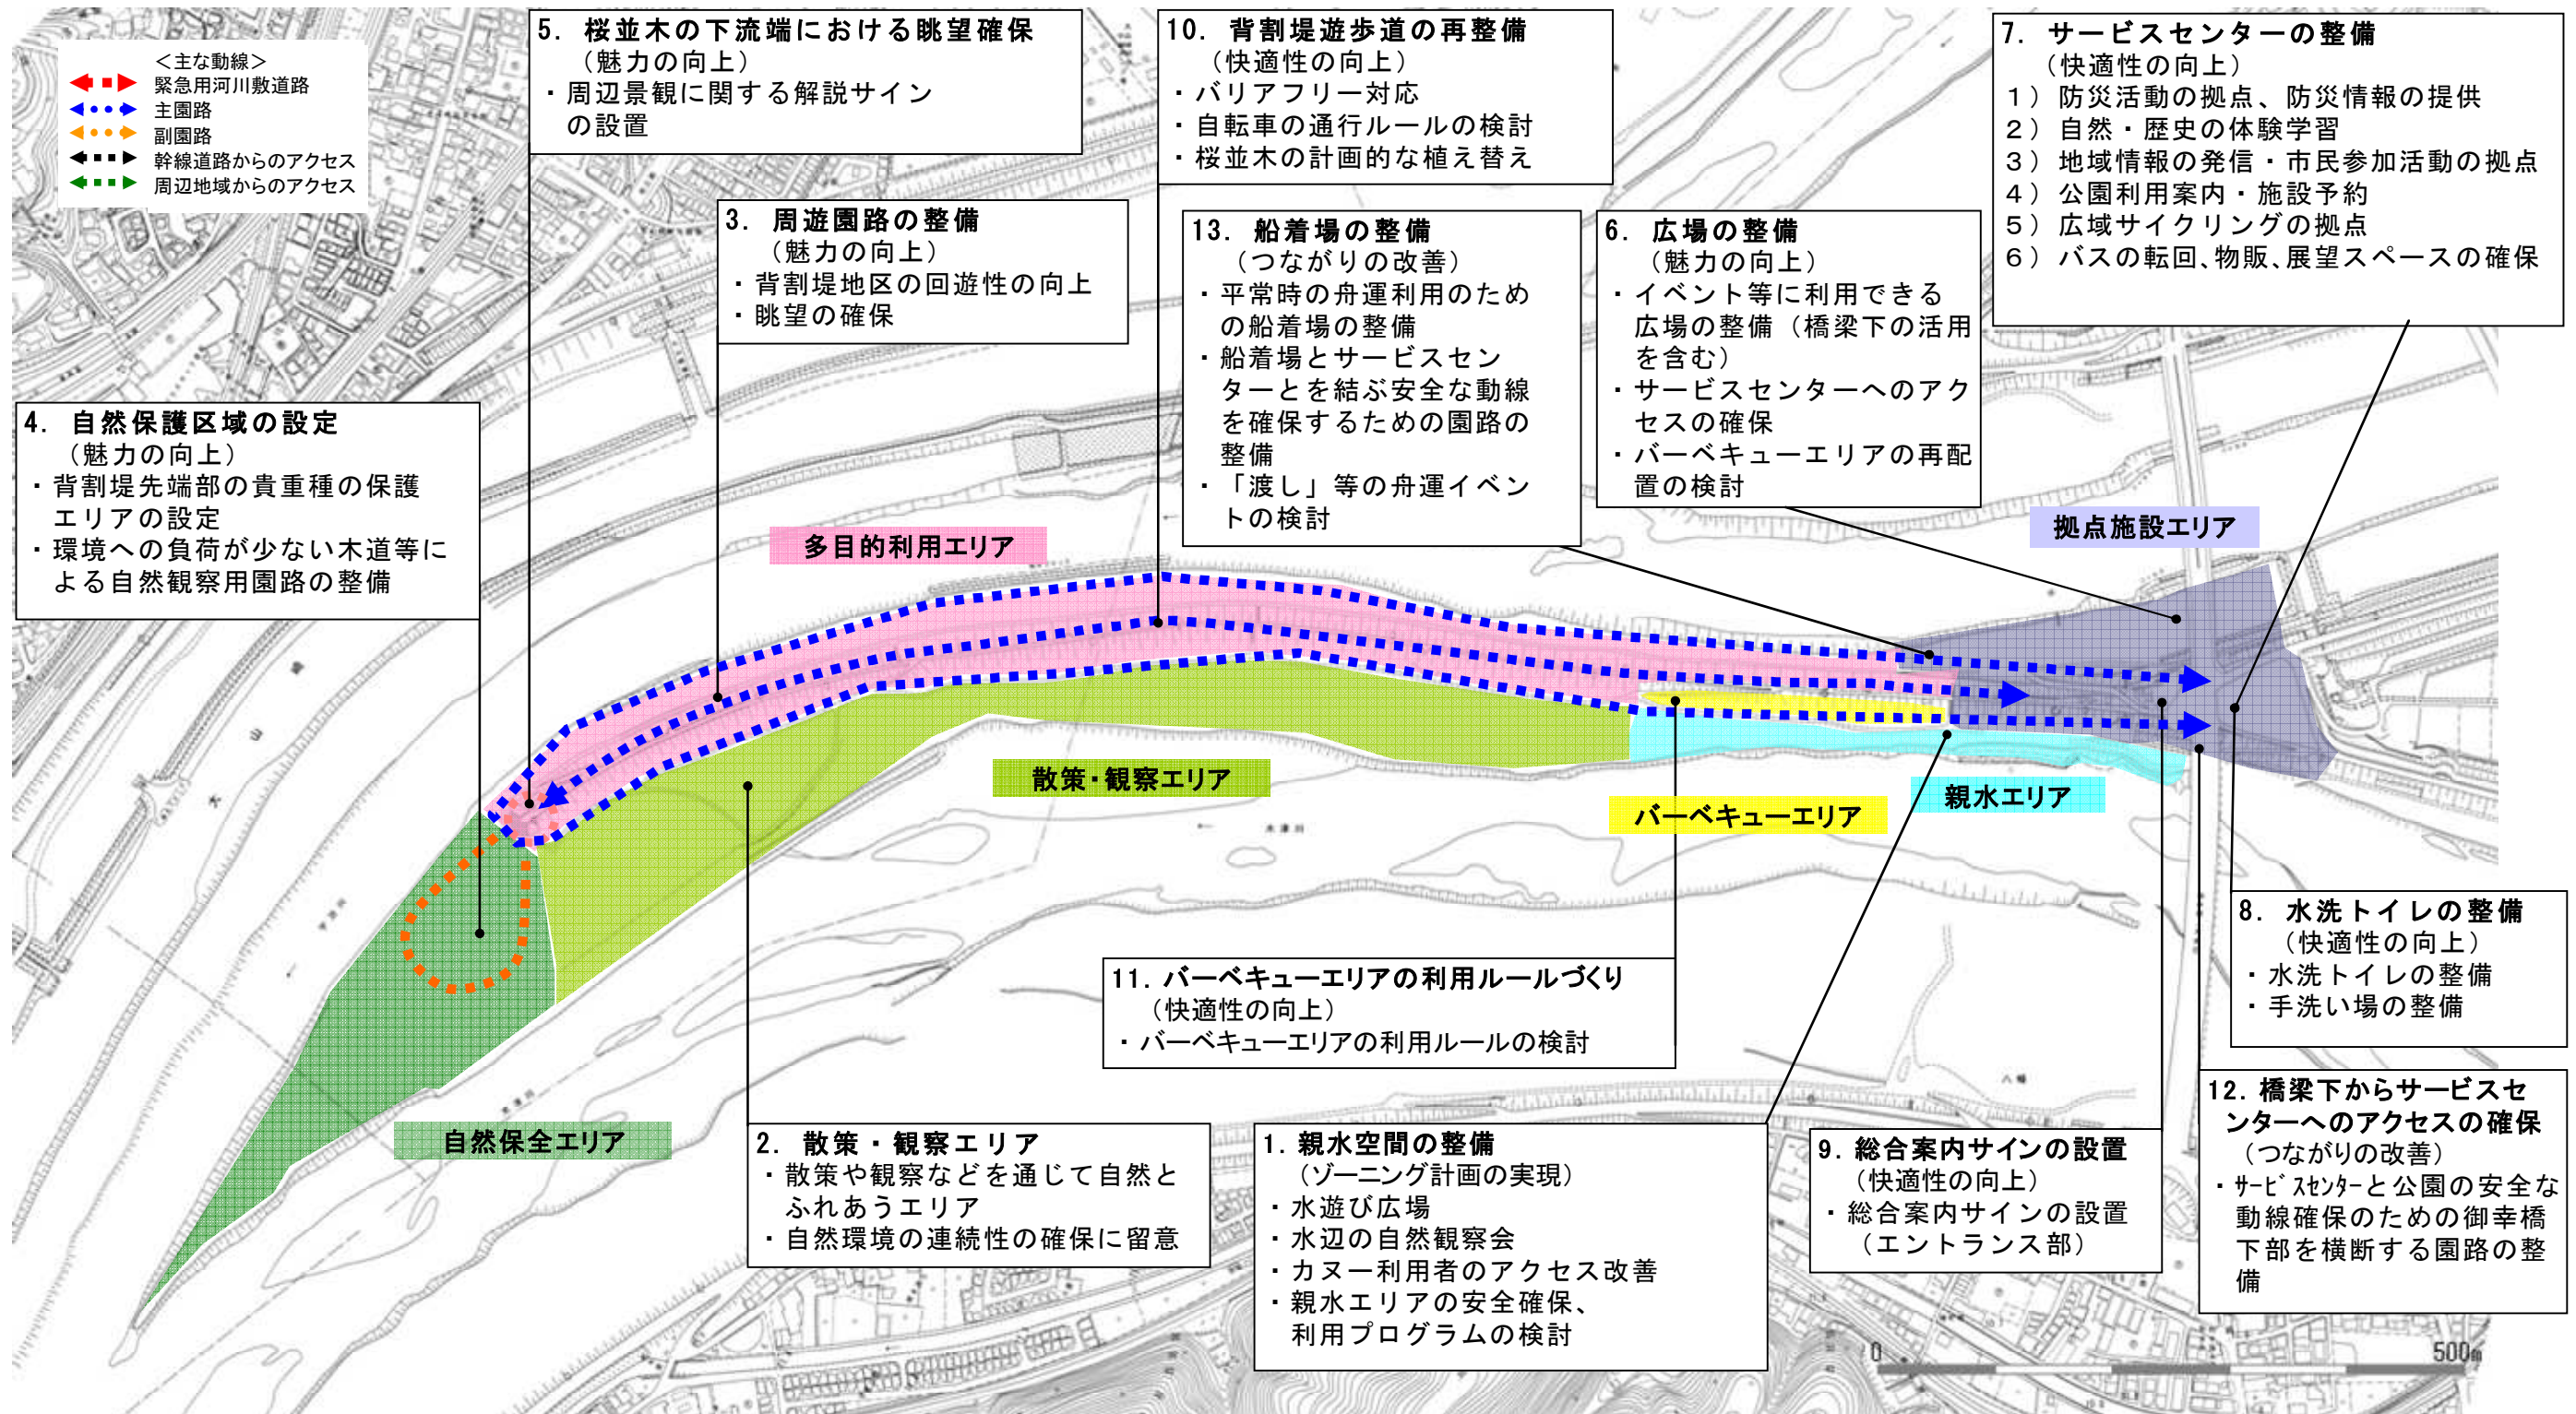 ＜主な動線＞
緊急用河川敷道路
主園路
副園路
幹線道路からのアクセス
周辺地域からのアクセス
5. 桜並木の下流端における眺望確保
（魅力の向上）
・周辺景観に関する解説サイン
の設置
10. 背割堤遊歩道の再整備
（快適性の向上）
・バリアフリー対応
・自転車の通行ルールの検討
・桜並木の計画的な植え替え
7. サービスセンターの整備
（快適性の向上）
1）防災活動の拠点、防災情報の提供
2）自然・歴史の体験学習
3）地域情報の発信・市民参加活動の拠点
4）公園利用案内・施設予約
5）広域サイクリングの拠点
6）バスの転回、物販、展望スペースの確保
3. 周遊園路の整備
（魅力の向上）
・背割堤地区の回遊性の向上
・眺望の確保
13. 船着場の整備
（つながりの改善）
・平常時の舟運利用のため
の船着場の整備
・船着場とサービスセン
ターとを結ぶ安全な動線
を確保するための園路の
整備
・「渡し」等の舟運イベン
トの検討
6. 広場の整備
（魅力の向上）
・イベント等に利用できる
広場の整備（橋梁下の活用
を含む）
・サービスセンターへのアク
セスの確保
・バーベキューエリアの再配
置の検討
4. 自然保護区域の設定
（魅力の向上）
・背割堤先端部の貴重種の保護
エリアの設定
・環境への負荷が少ない木道等に
よる自然観察用園路の整備
多目的利用エリア
拠点施設エリア
散策・観察エリア
バーベキューエリア
親水エリア
自然保全エリア
木津川
八幡
11. バーベキューエリアの利用ルールづくり
（快適性の向上）
・バーベキューエリアの利用ルールの検討
8. 水洗トイレの整備
（快適性の向上）
・水洗トイレの整備
・手洗い場の整備
2. 散策・観察エリア
・散策や観察などを通じて自然と
ふれあうエリア
・自然環境の連続性の確保に留意
1. 親水空間の整備
（ゾーニング計画の実現）
・水遊び広場
・水辺の自然観察会
・カヌー利用者のアクセス改善
・親水エリアの安全確保、
利用プログラムの検討
9. 総合案内サインの設置
（快適性の向上）
・総合案内サインの設置
（エントランス部）
12. 橋梁下からサービスセ
ンターへのアクセスの確保
（つながりの改善）
・ｻｰﾋﾞｽｾﾝﾀｰと公園の安全な
動線確保のための御幸橋
下部を横断する園路の整
備
0
500m